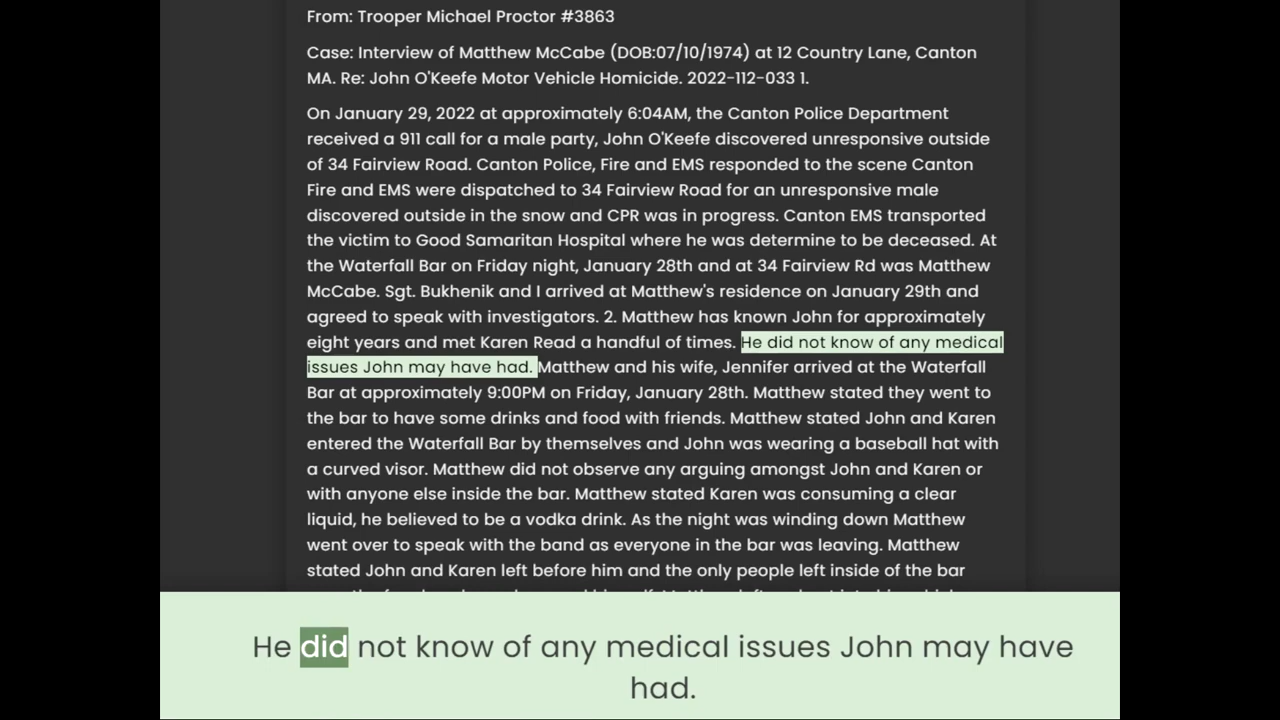 From: Trooper Michael Proctor #3863
Case: Interview of Matthew McCabe (DOB:07/10/1974) at 12 Country Lane, Canton
MA. Re: John O'Keefe Motor Vehicle Homicide. 2022-112-033 1.
On January 29, 2022 at approximately 6:04AM, the Canton Police Department
received a 911 call for a male party, John O'Keefe discovered unresponsive outside
of 34 Fairview Road. Canton Police, Fire and EMS responded to the scene Canton
Fire and EMS were dispatched to 34 Fairview Road for an unresponsive male
discovered outside in the snow and CPR was in progress. Canton EMS transported
the victim to Good Samaritan Hospital where he was determine to be deceased. At
the Waterfall Bar on Friday night, January 28th and at 34 Fairview Rd was Matthew
McCabe. Sgt. Bukhenik and I arrived at Matthew's residence on January 29th and
agreed to speak with investigators. 2. Matthew has known John for approximately
eight years and met Karen Read a handful of times. He did not know of any medical
issues John may have had. Matthew and his wife, Jennifer arrived at the Waterfall
Bar at approximately 9:00PM on Friday, January 28th. Matthew stated they went to
the bar to have some drinks and food with friends. Matthew stated John and Karen
entered the Waterfall Bar by themselves and John was wearing a baseball hat with
a curved visor. Matthew did not observe any arguing amongst John and Karen or
with anyone else inside the bar. Matthew stated Karen was consuming a clear
liquid, he believed to be a vodka drink. As the night was winding down Matthew
went over to speak with the band as everyone in the bar was leaving. Matthew
stated John and Karen left before him and the only people left inside of the bar
He did not know of any medical issues John may have
had.